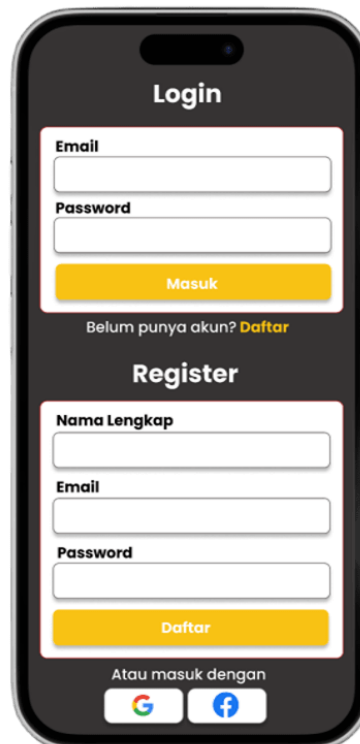 Login
Email
Password
Masuk
Belum punya akun? Daftar
Register
Nama Lengkap
Email
Password
Daftar
Atau masuk dengan